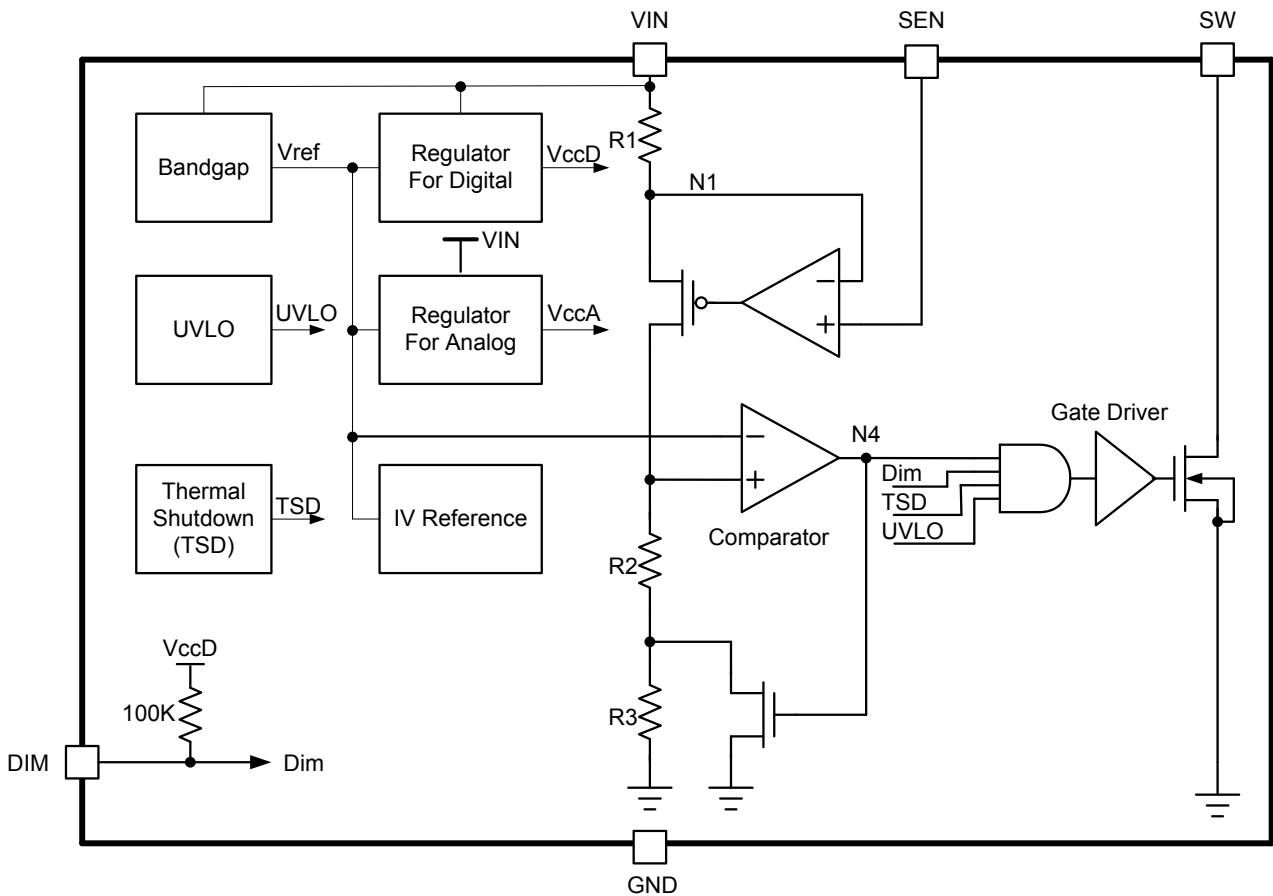 VIN
SEN
SW
Bandgap
Vref
Regulator
For Digital
VccD
R1
N1
VIN
UVLO
UVLO
Regulator
For Analog
VccA
−
+
Thermal
Shutdown
(TSD)
TSD
IV Reference
−
+
Comparator
N4
Dim
TSD
UVLO
Gate Driver
R2
R3
VccD
100K
DIM
Dim
GND